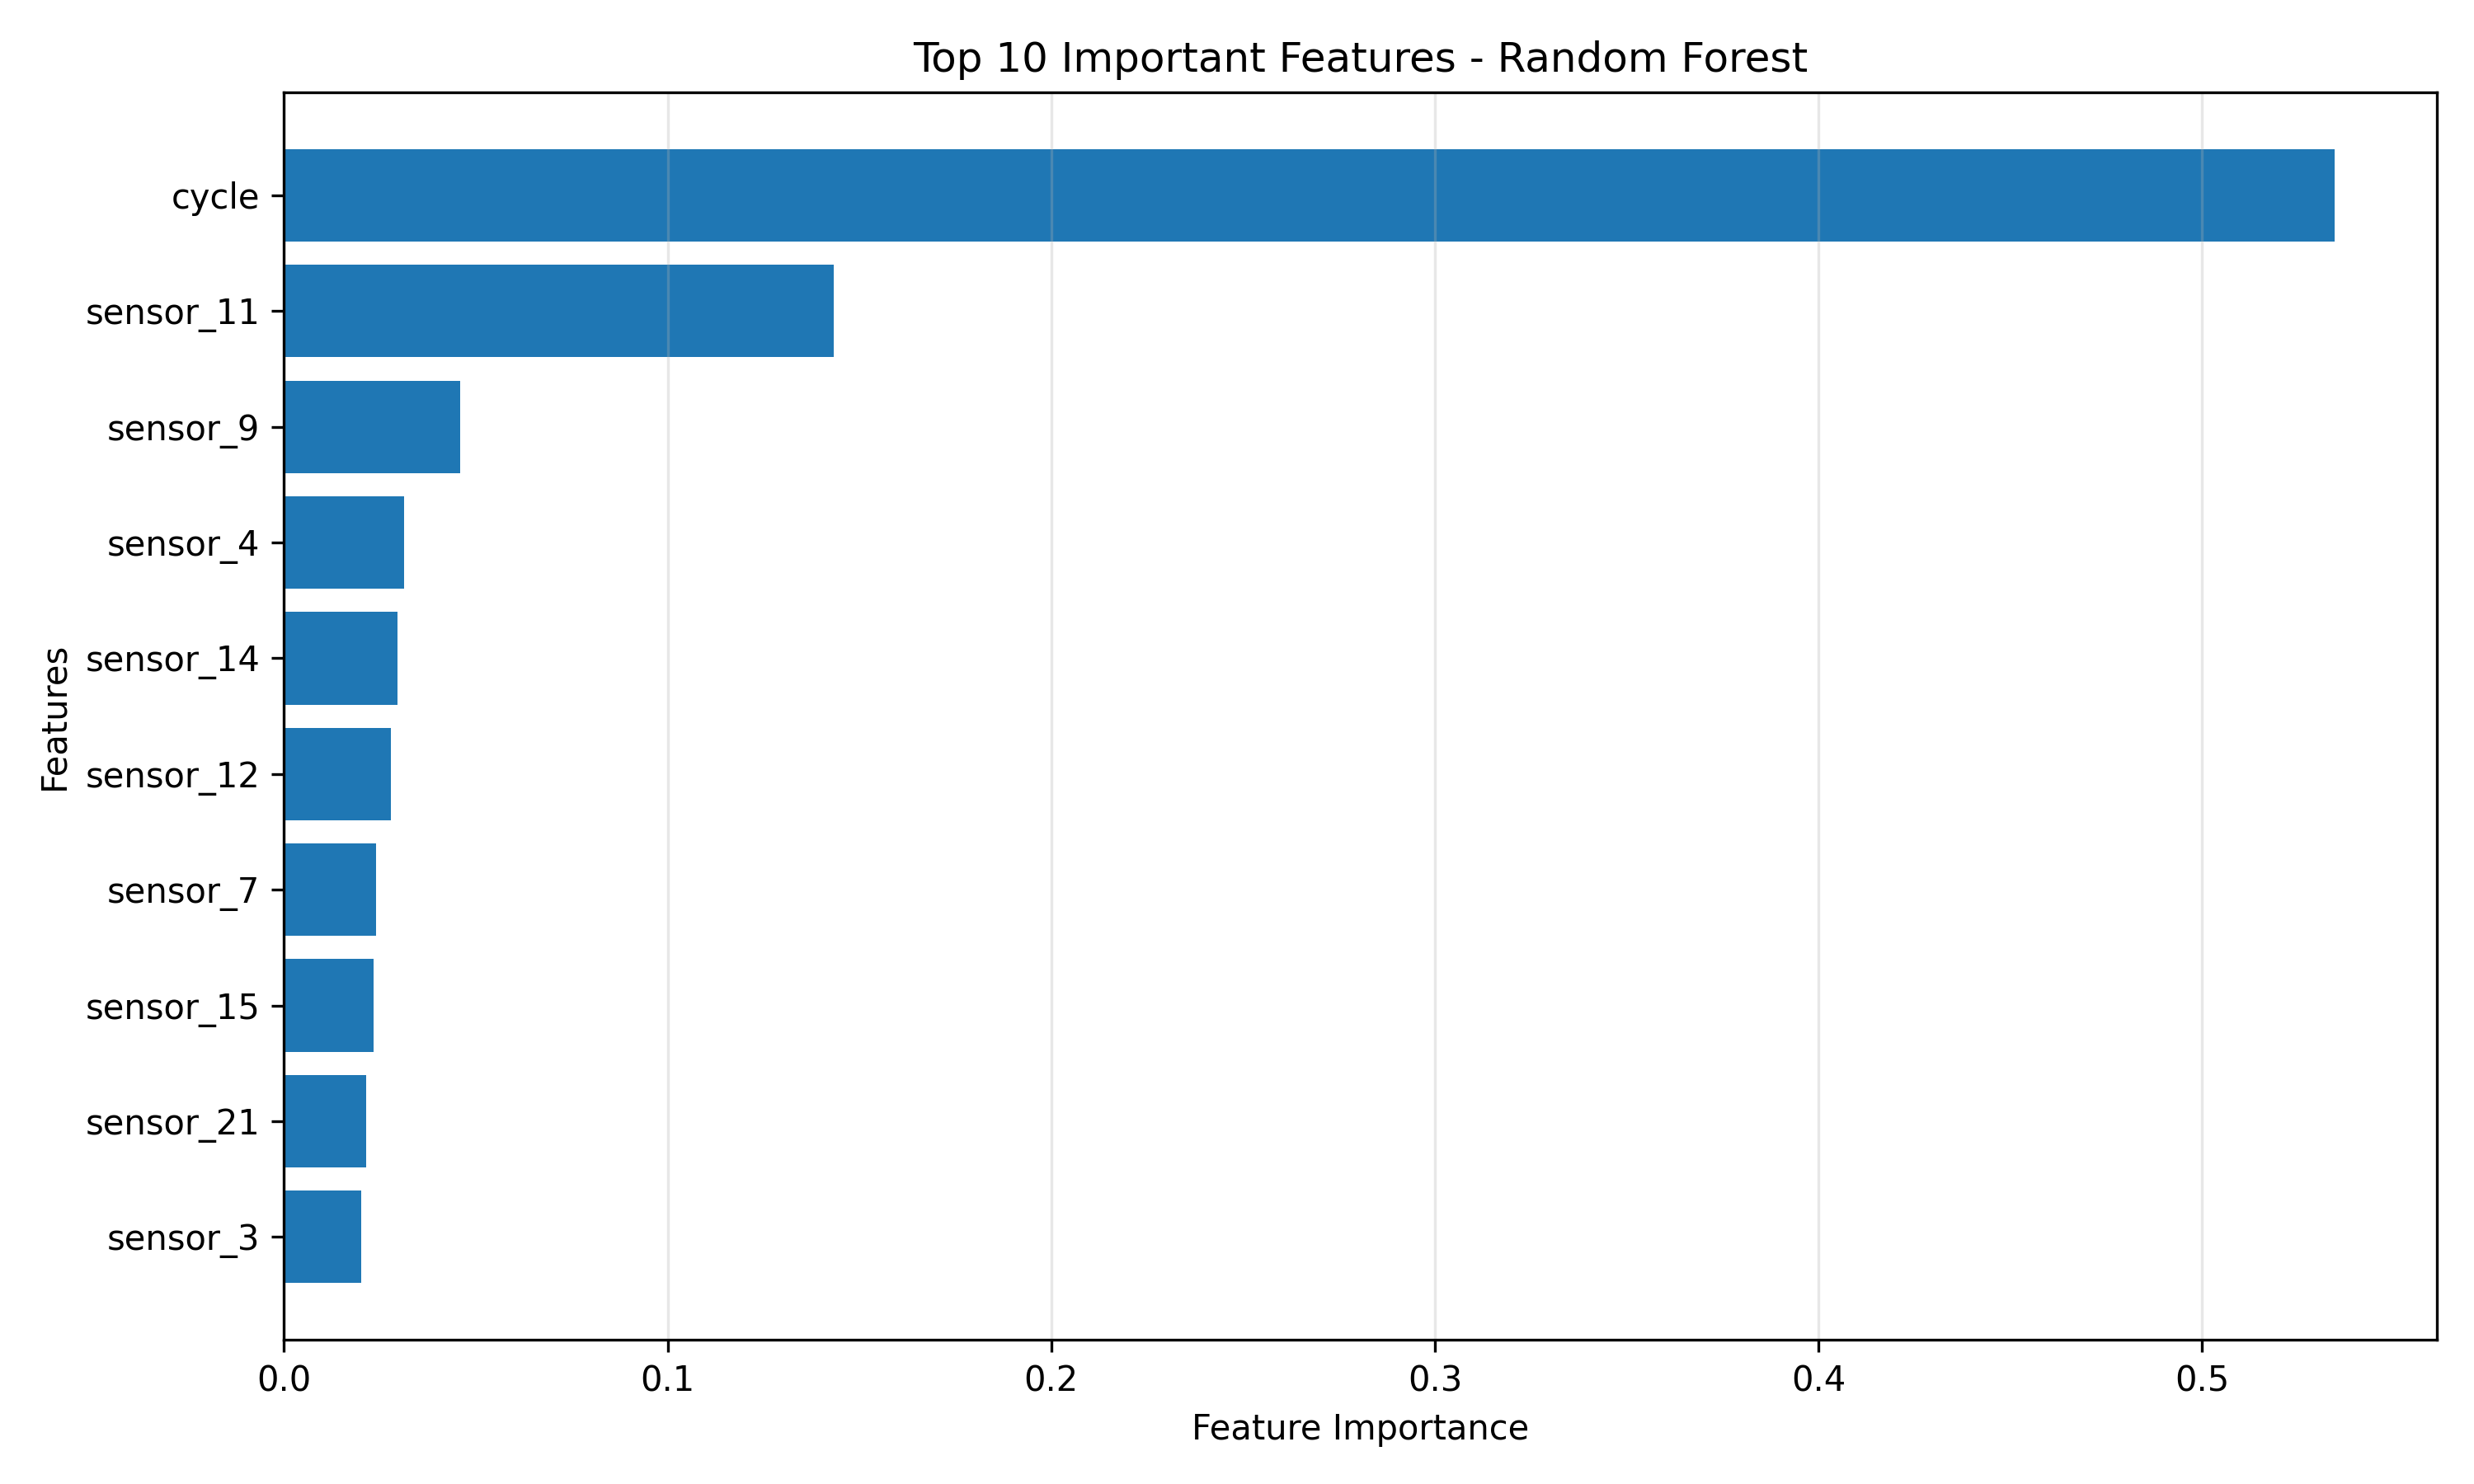 Top 10 Important Features - Random Forest
cycle
sensor_11
sensor_9
sensor_4
sensor_14
sensor_12
sensor_7
sensor_15
sensor_21
sensor_3
Features
0.0 0.1 0.2 0.3 0.4 0.5
Feature Importance